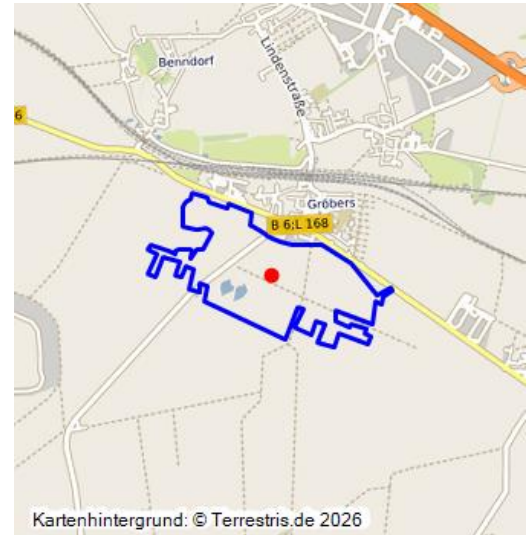 Benndorf
Lindenstraße
6
Gröbers
B 6;L 168
Kartenhintergrund: © Terrestris.de 2026